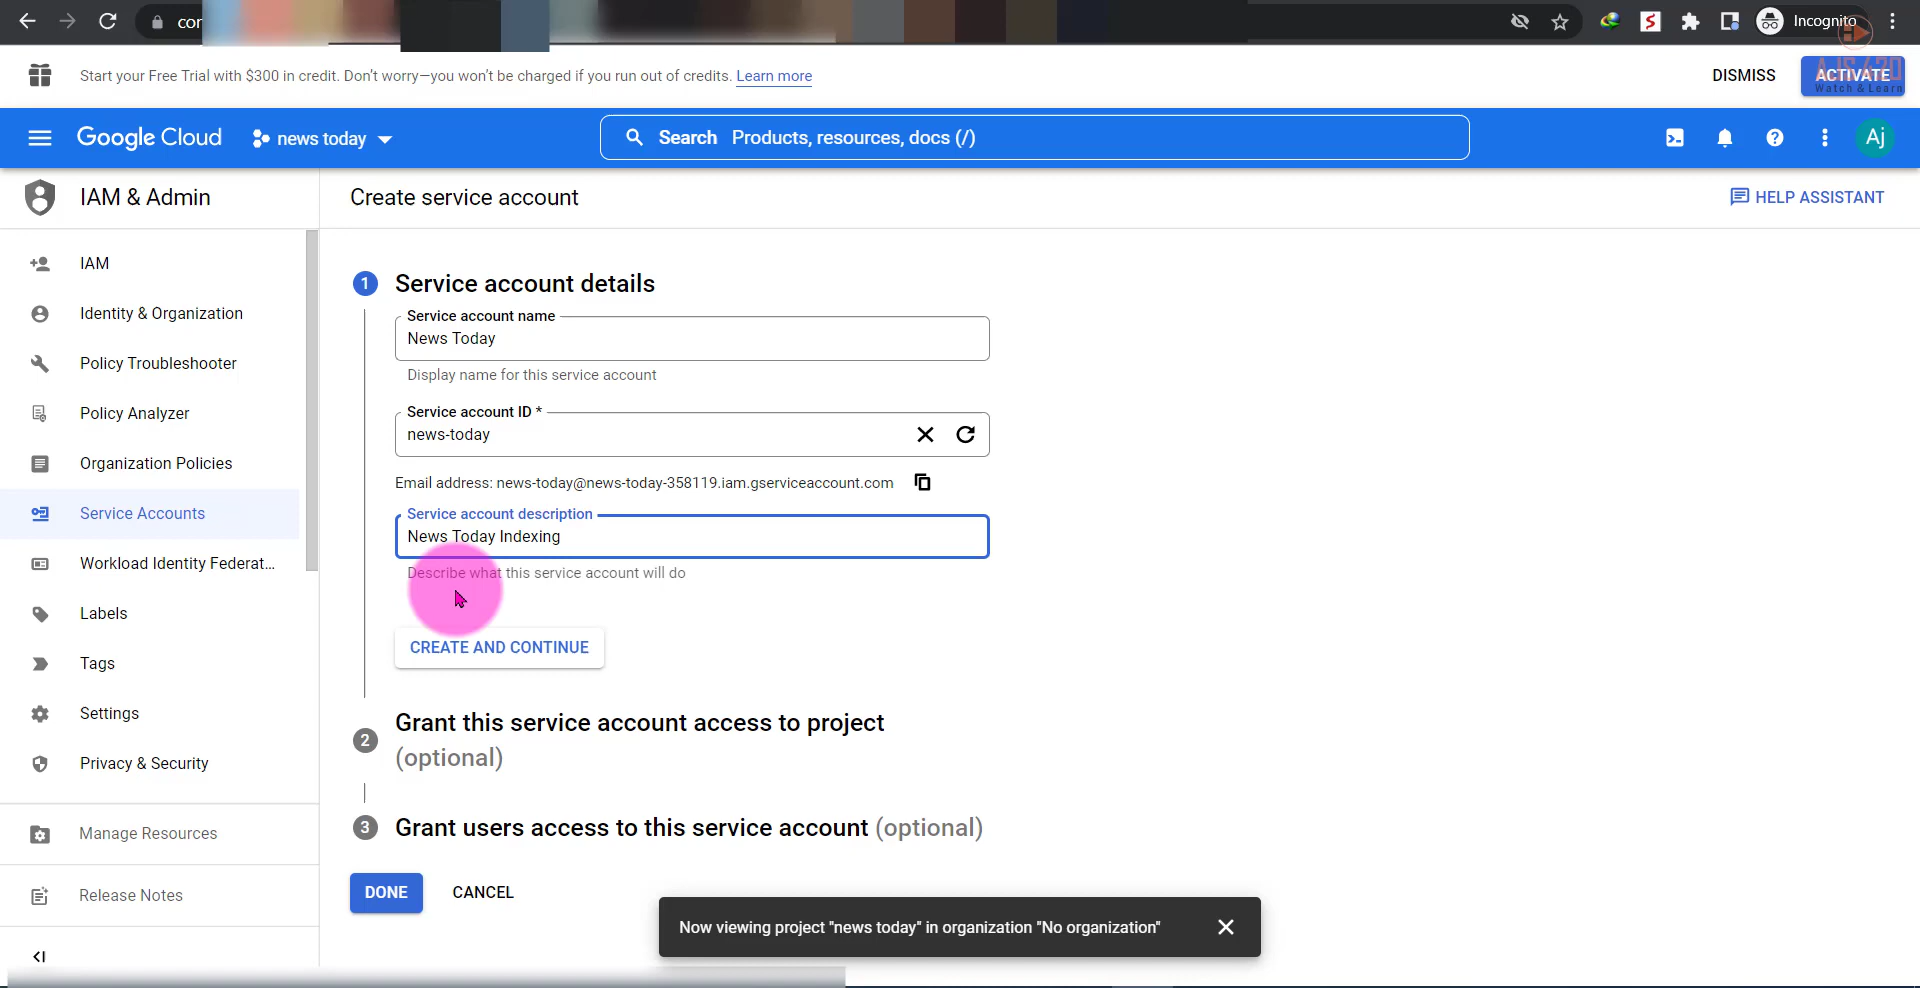 cor
Incognito
Start your Free Trial with $300 in credit. Don't worry—you won't be charged if you run out of credits. Learn more
DISMISS
ACTIVATE
AJS420
Watch & Learn
Google Cloud
news today
Search Products, resources, docs (/)
Aj
IAM & Admin
Create service account
HELP ASSISTANT
IAM
Identity & Organization
Policy Troubleshooter
Policy Analyzer
Organization Policies
Service Accounts
Workload Identity Federat...
Labels
Tags
Settings
Privacy & Security
Manage Resources
Release Notes
1 Service account details
Service account name
News Today
Display name for this service account
Service account ID *
news-today
Email address: news-today@news-today-358119.iam.gserviceaccount.com
Service account description
News Today Indexing
Describe what this service account will do
CREATE AND CONTINUE
2 Grant this service account access to project
(optional)
3 Grant users access to this service account (optional)
DONE
CANCEL
Now viewing project "news today" in organization "No organization"